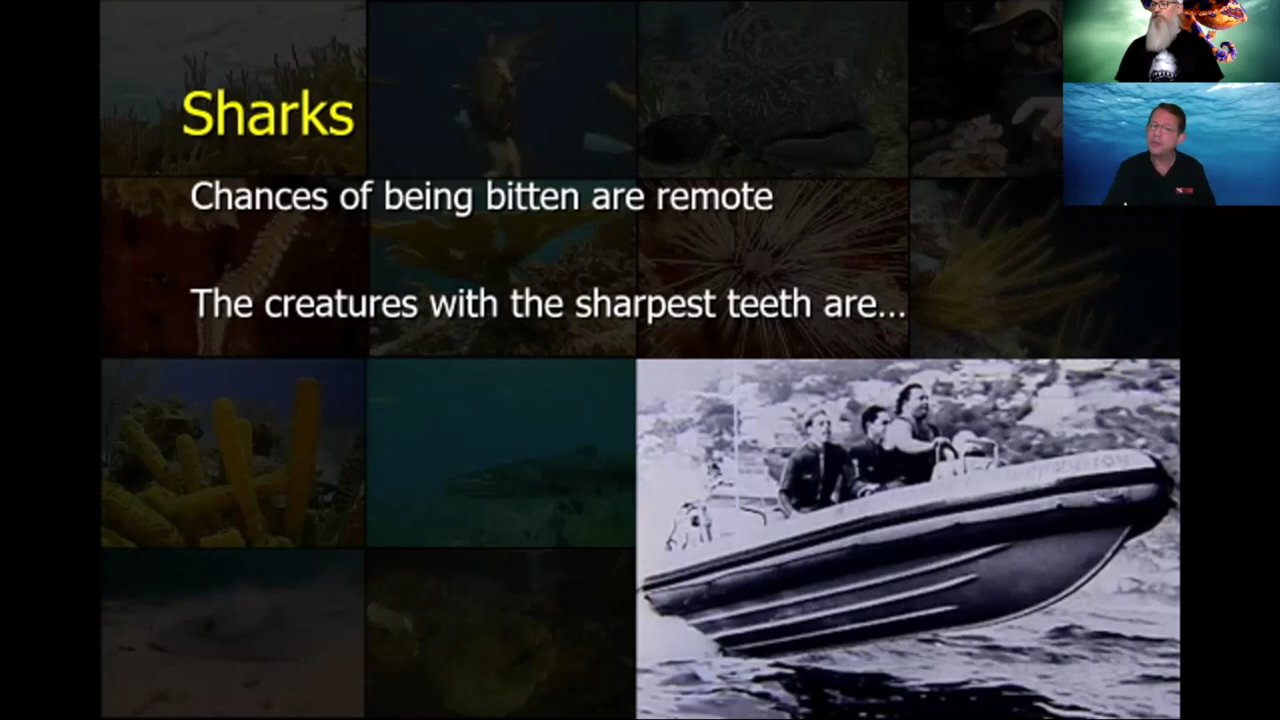 Sharks
Chances of being bitten are remote
The creatures with the sharpest teeth are...